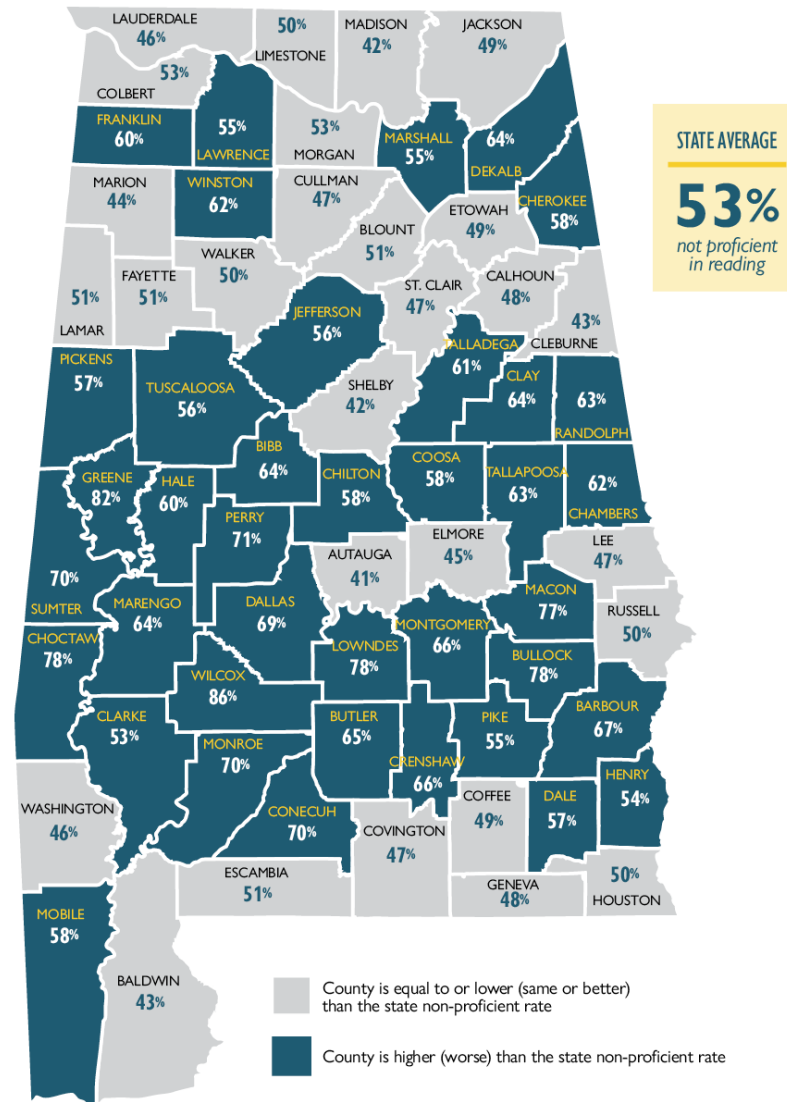 LAUDERDALE
46%
50%
LIMESTONE
MADISON
42%
JACKSON
49%
53%
COLBERT
FRANKLIN
60%
55%
LAWRENCE
53%
MORGAN
MARSHALL
55%
64%
DEKALB
CHEROKEE
58%
MARION
44%
WINSTON
62%
CULLMAN
47%
BLOUNT
51%
ETOWAH
49%
STATE AVERAGE
53%
not proficient
in reading
51%
LAMAR
FAYETTE
51%
WALKER
50%
JEFFERSON
56%
ST. CLAIR
47%
CALHOUN
48%
43%
CLEBURNE
PICKENS
57%
TUSCALOOSA
56%
SHELBY
42%
TALLADEGA
61%
CLAY
64%
63%
RANDOLPH
GREENE
82%
HALE
60%
BIBB
64%
CHILTON
58%
COOSA
58%
TALLAPOOSA
63%
62%
CHAMBERS
PERRY
71%
AUTAUGA
41%
ELMORE
45%
LEE
47%
70%
SUMTER
MARENGO
64%
DALLAS
69%
LOWNDES
78%
MONTGOMERY
66%
MACON
77%
RUSSELL
50%
CHOCTAW
78%
WILCOX
86%
BULLOCK
78%
CLARKE
53%
MONROE
70%
BUTLER
65%
CRENSHAW
66%
PIKE
55%
BARBOUR
67%
WASHINGTON
46%
CONECUH
70%
COVINGTON
47%
COFFEE
49%
DALE
57%
HENRY
54%
ESCAMBIA
51%
GENEVA
48%
50%
HOUSTON
MOBILE
58%
BALDWIN
43%
County is equal to or lower (same or better)
than the state non-proficient rate
County is higher (worse) than the state non-proficient rate